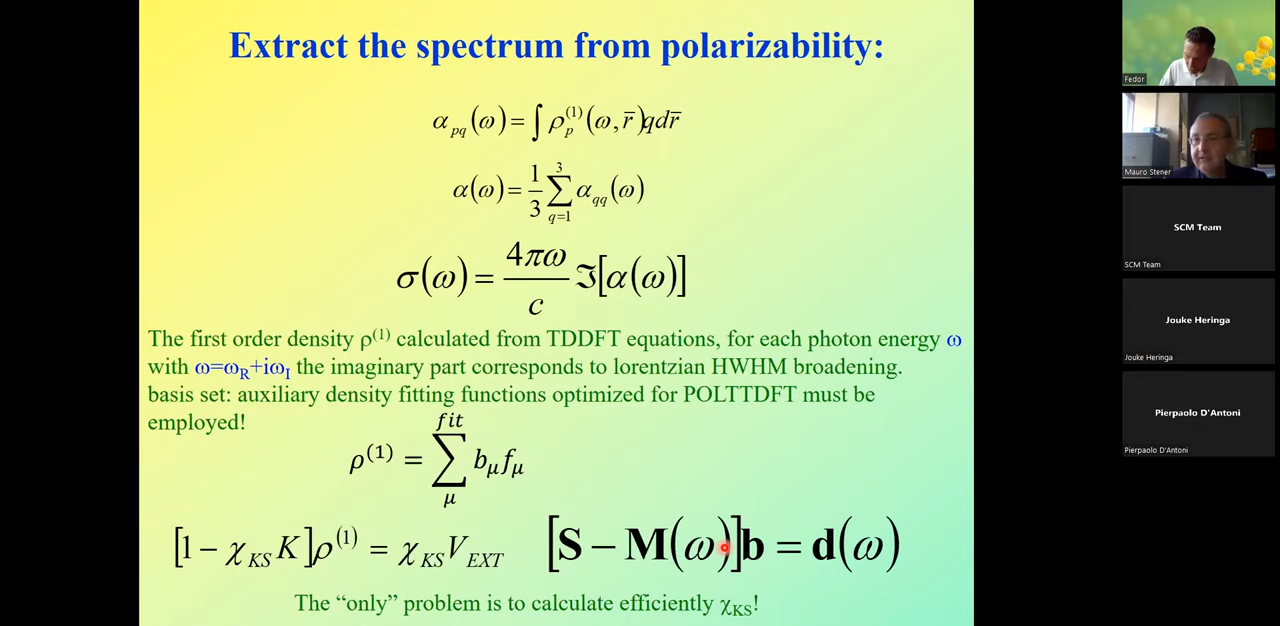 Extract the spectrum from polarizability:
α_pq(ω) = ∫ ρ_p^(1)(ω, r̄)qdr̄
α(ω) = 1/3 ∑_{q=1}^{3} α_qq(ω)
σ(ω) = 4πω/c ℑ[α(ω)]
The first order density ρ^(1) calculated from TDDFT equations, for each photon energy ω
with ω=ω_R+iω_I the imaginary part corresponds to lorentzian HWHM broadening.
basis set: auxiliary density fitting functions optimized for POLTTDFT must be
employed!
ρ^(1) = ∑_μ^fit b_μ f_μ
[1 − χ_KS K]ρ^(1) = χ_KS V_EXT [S − M(ω)]b = d(ω)
The “only” problem is to calculate efficiently χ_KS!
Fedor
Mauro Stener
SCM Team
SCM Team
Jouke Heringa
Jouke Heringa
Pierpaolo D'Antoni
Pierpaolo D'Antoni